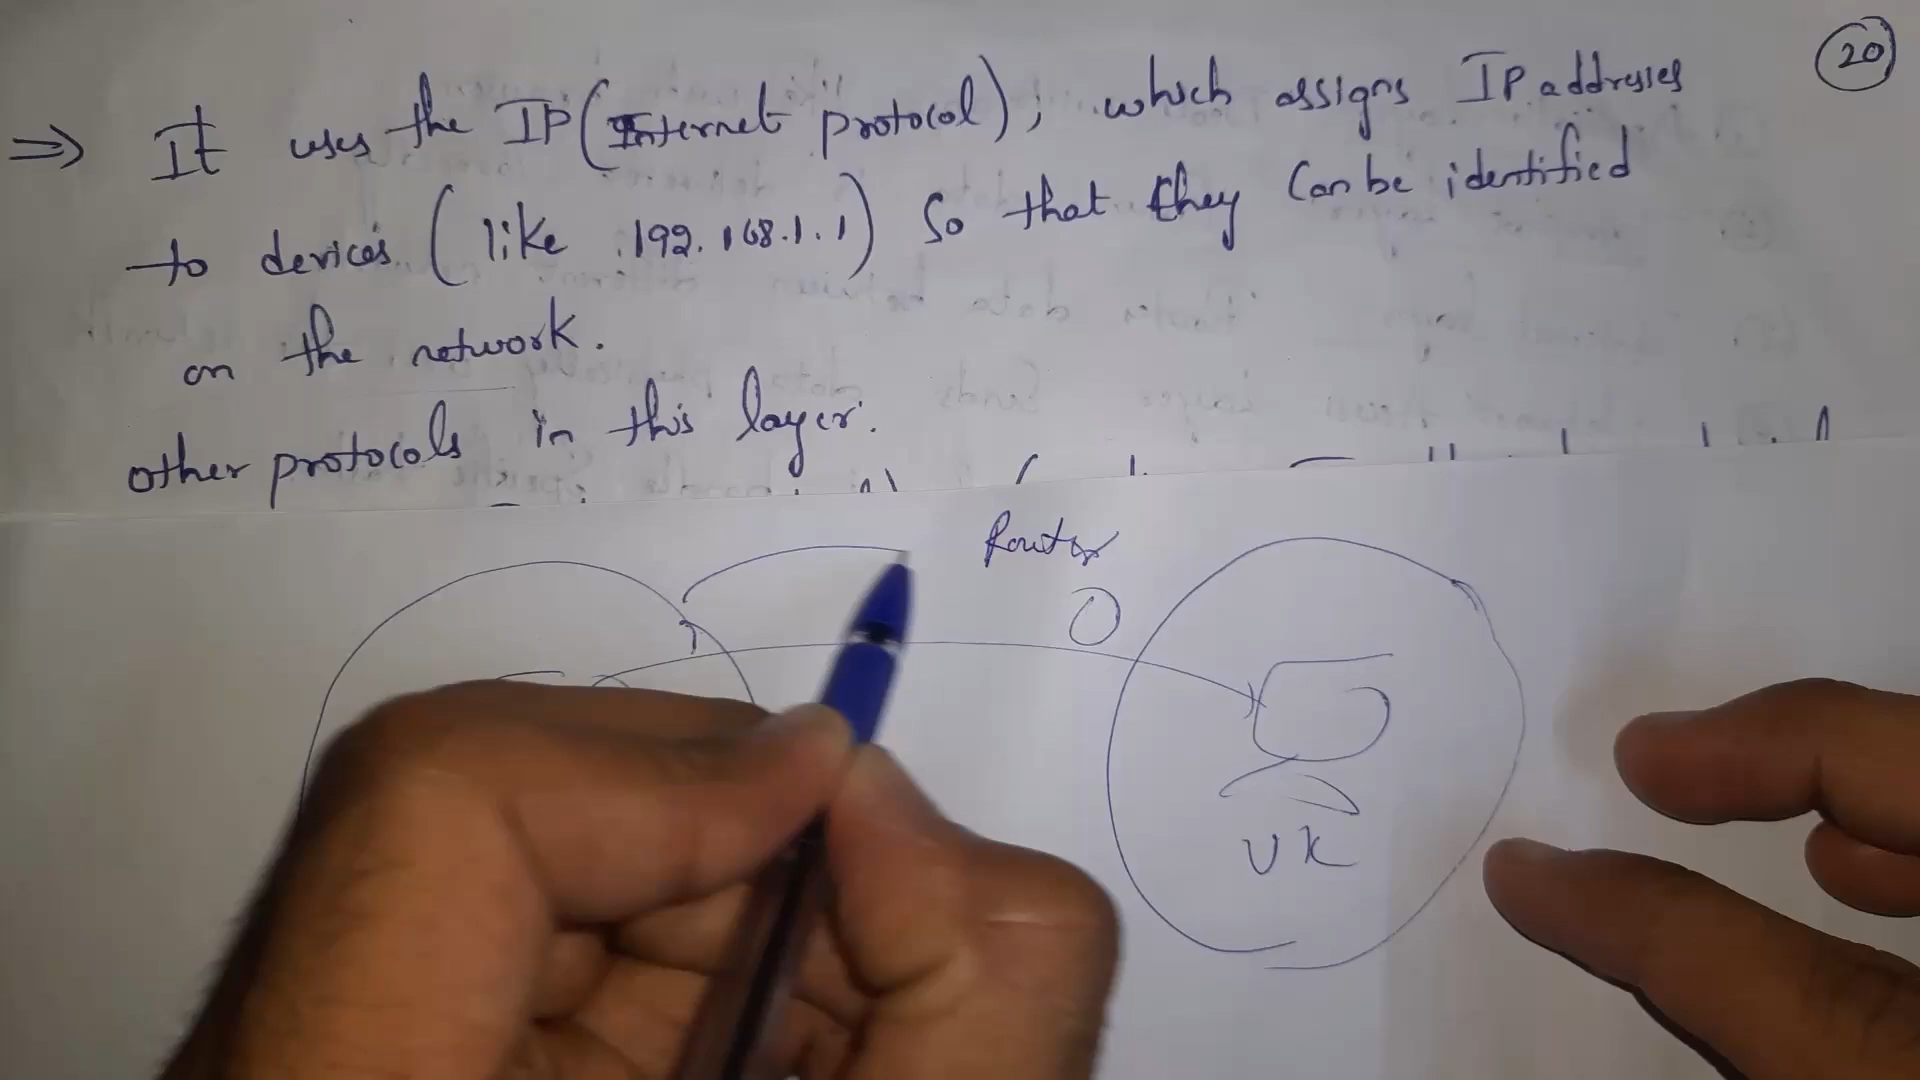 20
⇒ It uses the IP (Internet protocol), which assigns IP addresses
to devices (like 192.168.1.1) so that they can be identified
on the network.
other protocols in this layer.
Router
UK